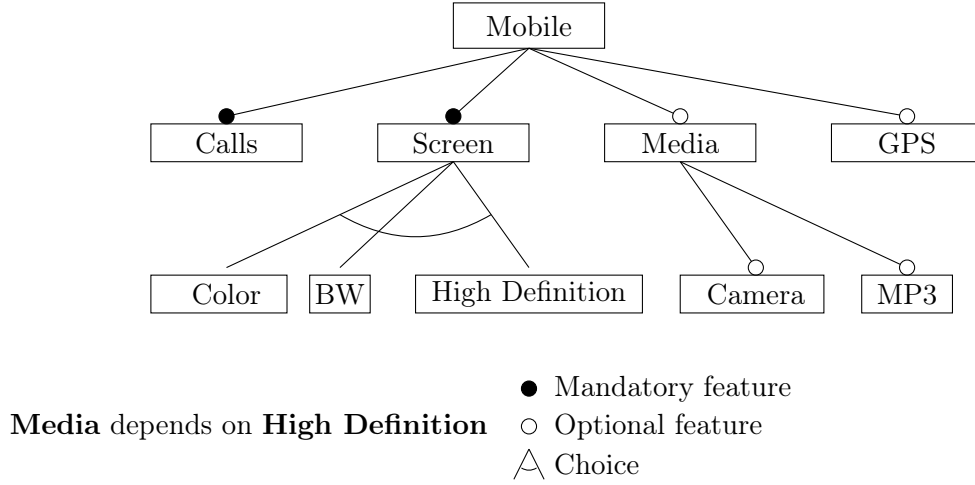 Mobile
Calls Screen Media GPS
Color BW High Definition Camera MP3
Mandatory feature
Media depends on High Definition Optional feature
Choice